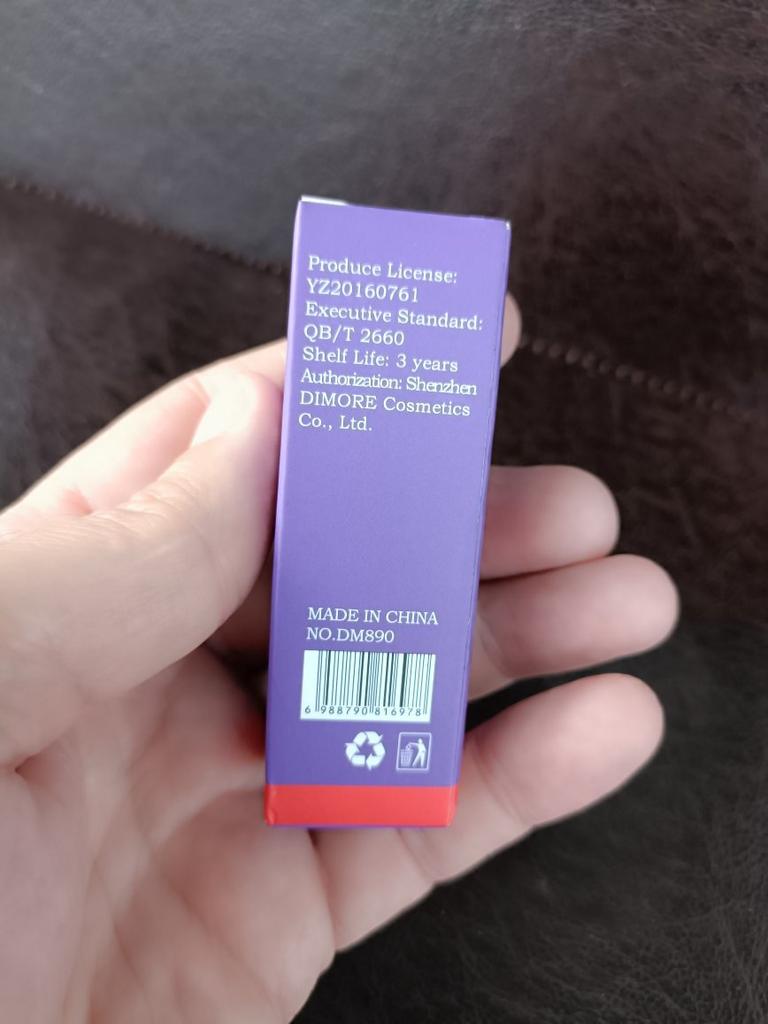 Produce License:
YZ20160761
Executive Standard:
QB/T 2660
Shelf Life: 3 years
Authorization: Shenzhen
DIMORE Cosmetics
Co., Ltd.
MADE IN CHINA
NO.DM890
6 988790 816978